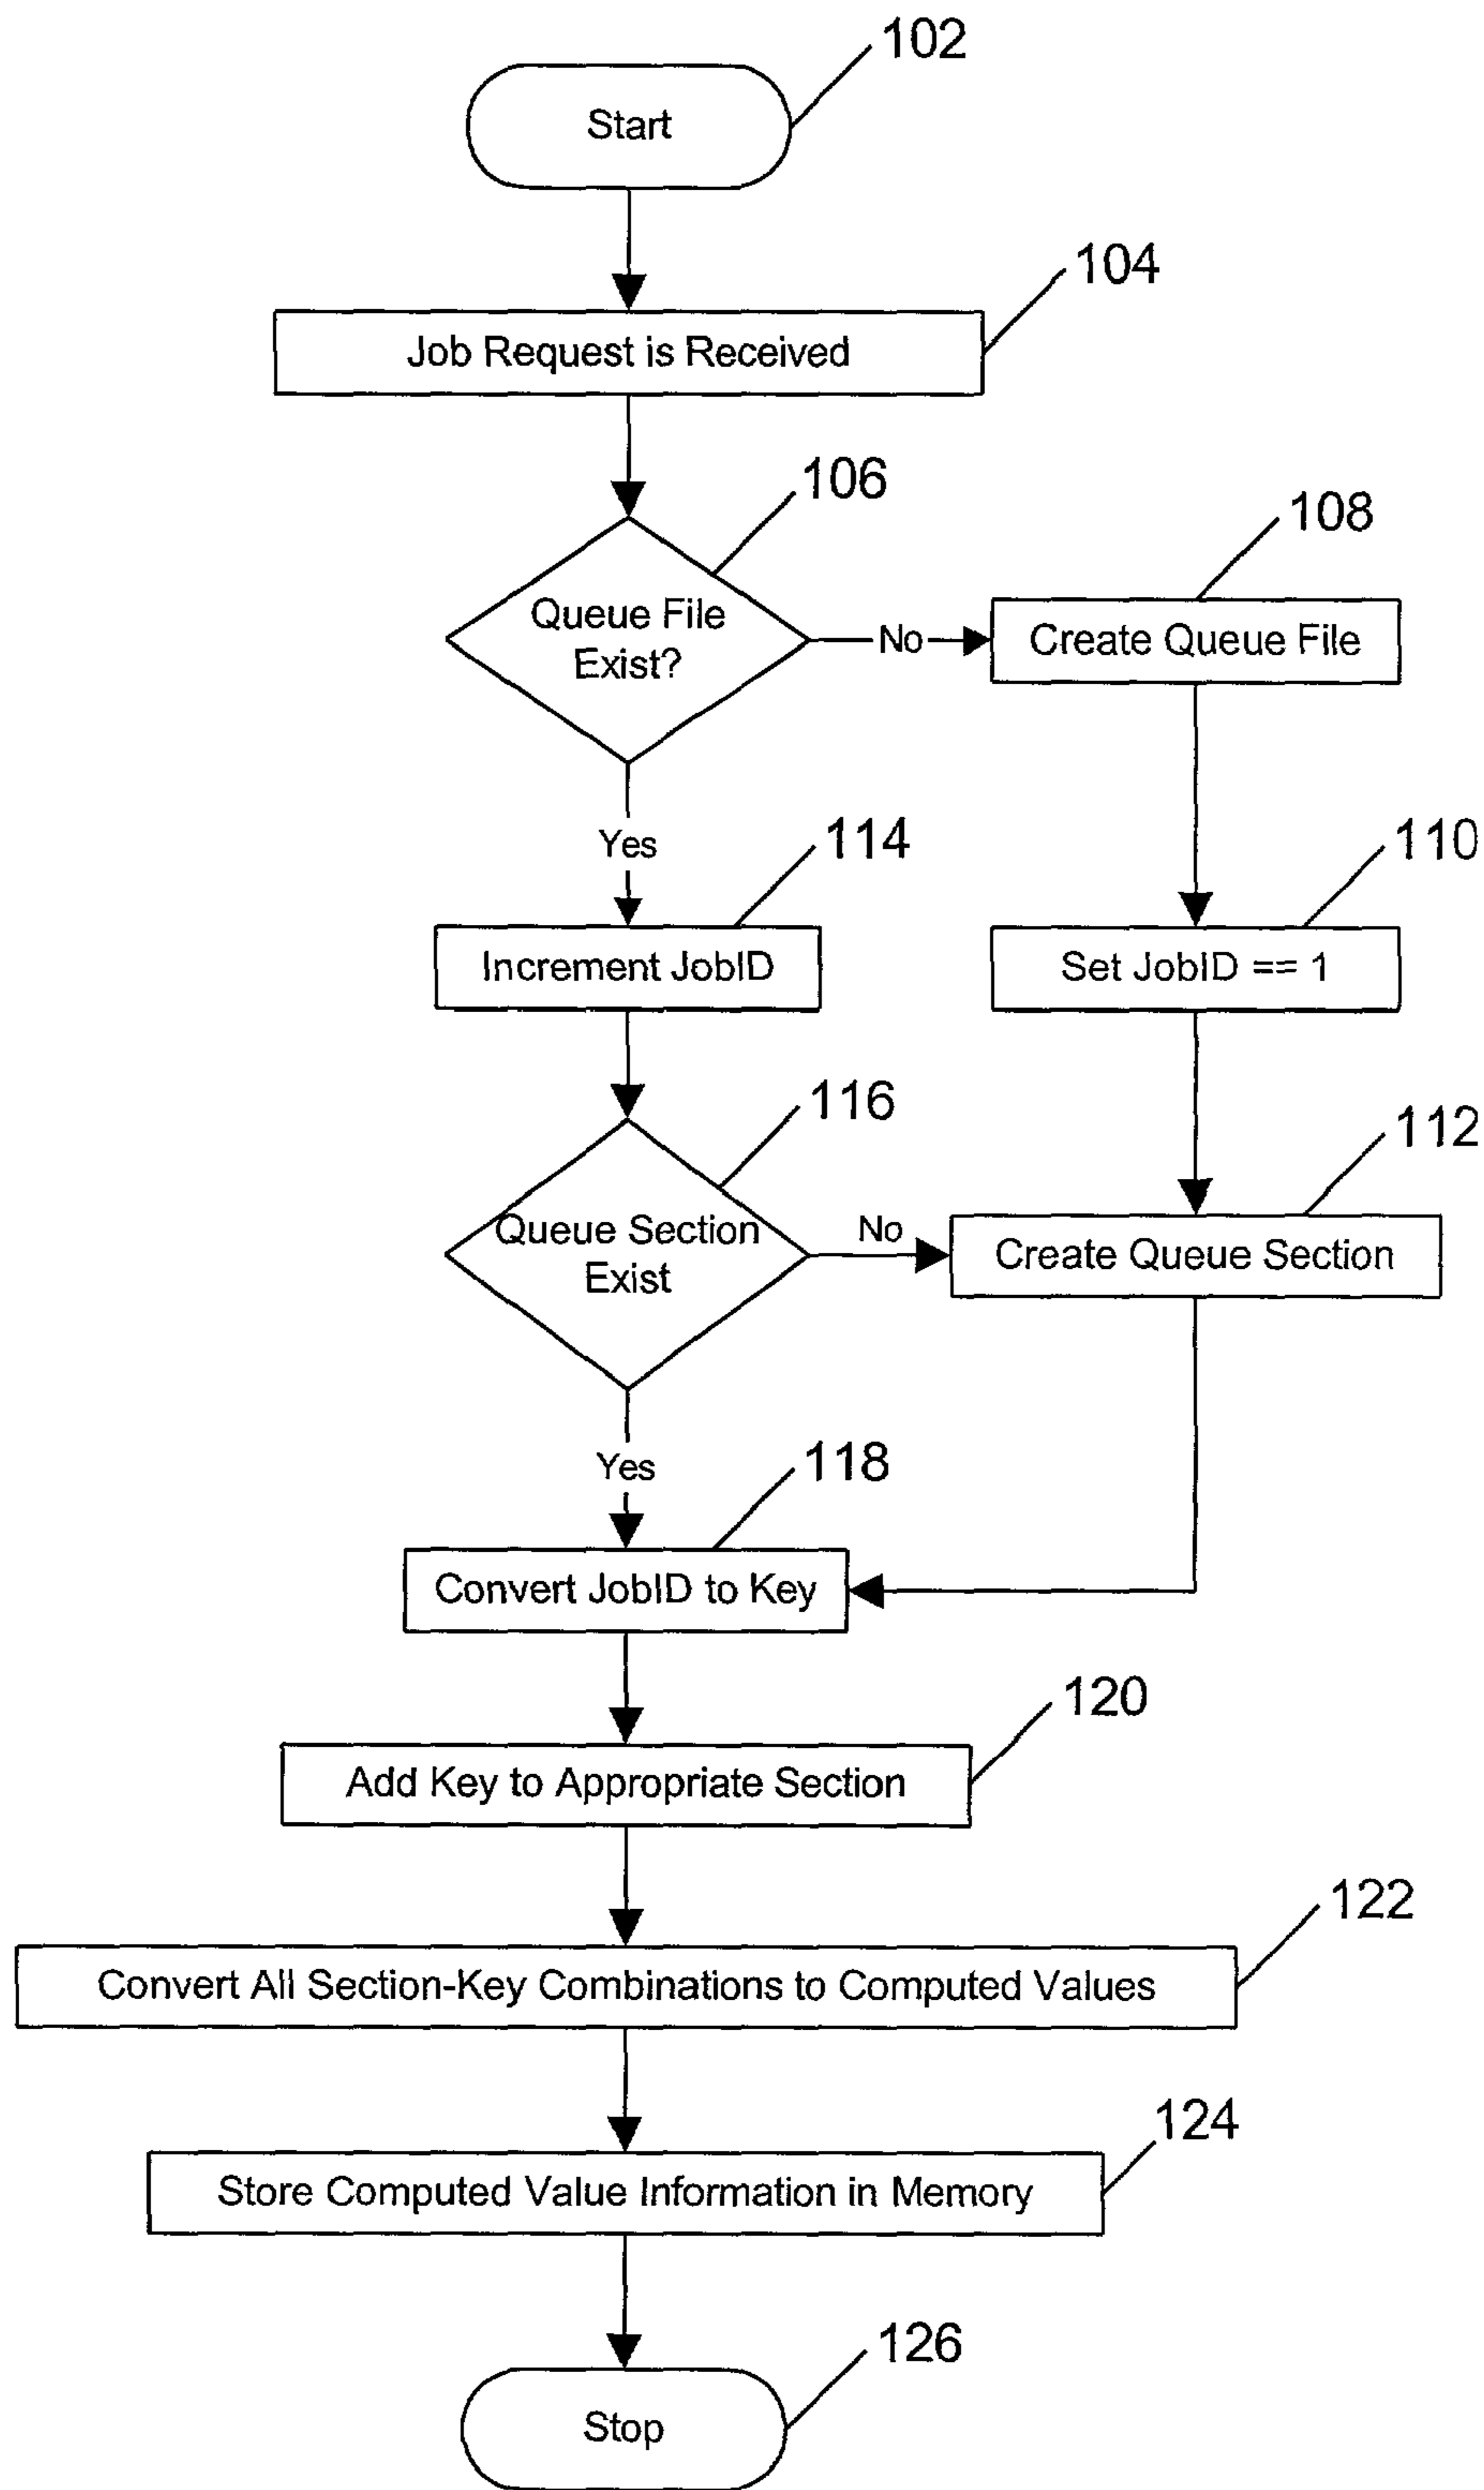 102
Start
104
Job Request is Received
106
108
Queue File
Exist?
No
Create Queue File
Yes
114
110
Increment JobID
Set JobID == 1
116
112
Queue Section
Exist
No
Create Queue Section
Yes
118
Convert JobID to Key
120
Add Key to Appropriate Section
122
Convert All Section-Key Combinations to Computed Values
124
Store Computed Value Information in Memory
126
Stop